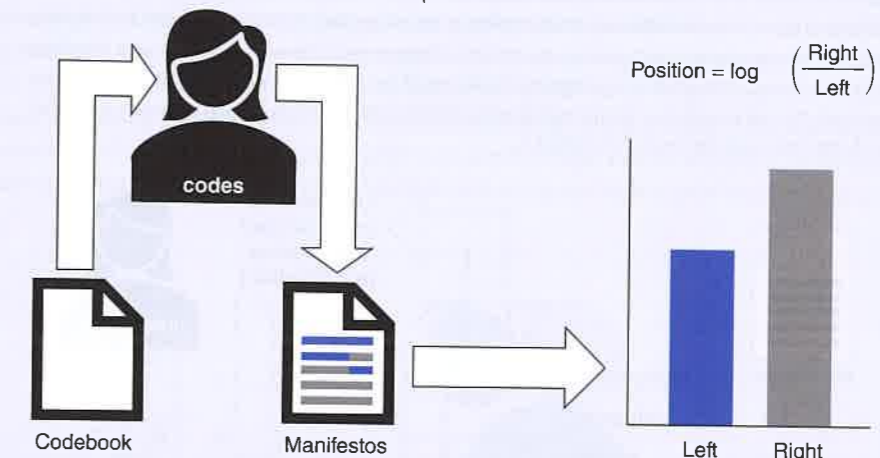 Position = log ( Right / Left )
codes
Codebook
Manifestos
Left
Right